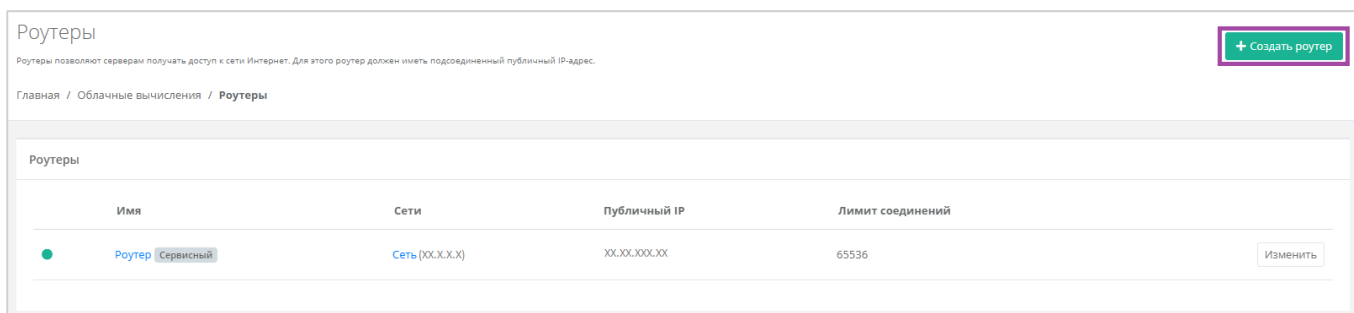 Роутеры
+ Создать роутер
Роутеры позволяют серверам получать доступ к сети Интернет. Для этого роутер должен иметь подсоединенный публичный IP-адрес.
Главная / Облачные вычисления / Роутеры
Роутеры
Имя Сети Публичный IP Лимит соединений
Роутер Сервисный Сеть (XX.X.X.X) XX.XX.XXX.XX 65536 Изменить